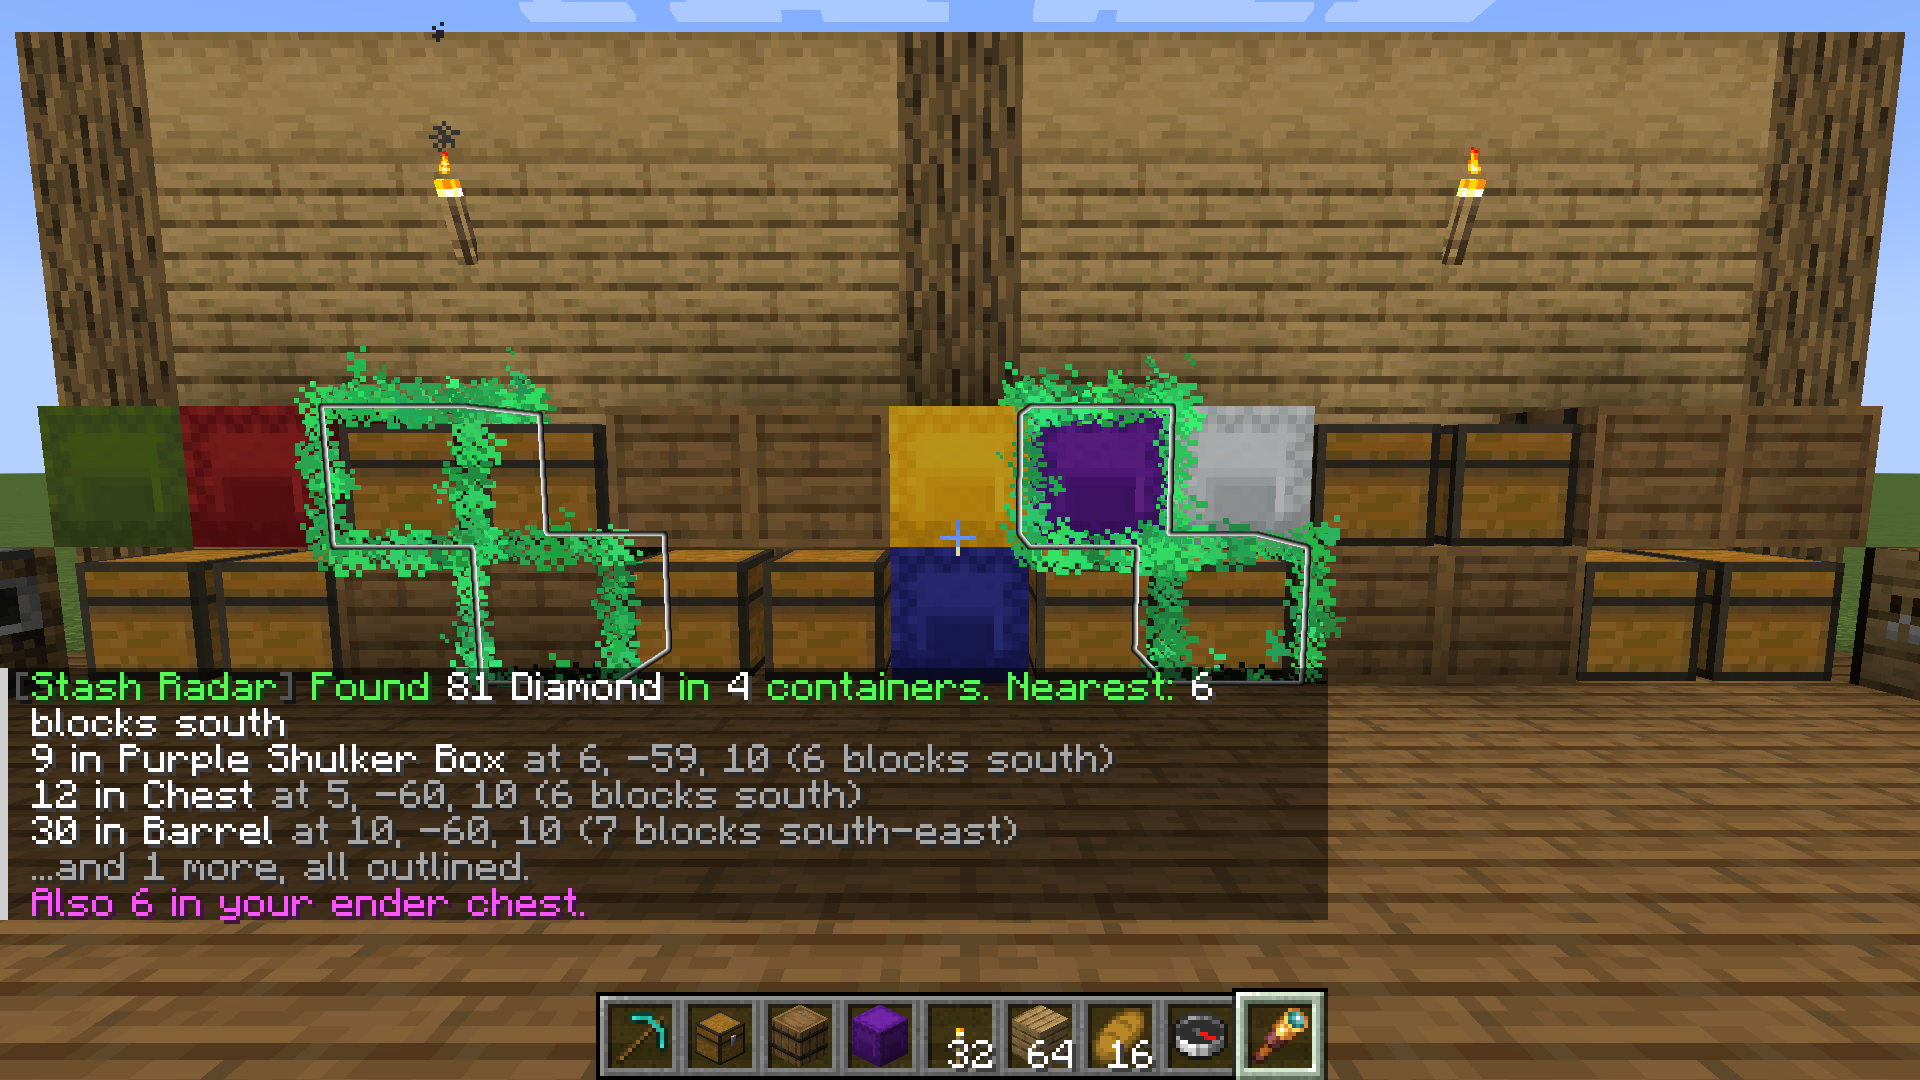 [Stash Radar] Found 81 Diamond in 4 containers. Nearest: 6
blocks south
9 in Purple Shulker Box at 6, -59, 10 (6 blocks south)
12 in Chest at 5, -60, 10 (6 blocks south)
30 in Barrel at 10, -60, 10 (7 blocks south-east)
...and 1 more, all outlined.
Also 6 in your ender chest.
32 64 16